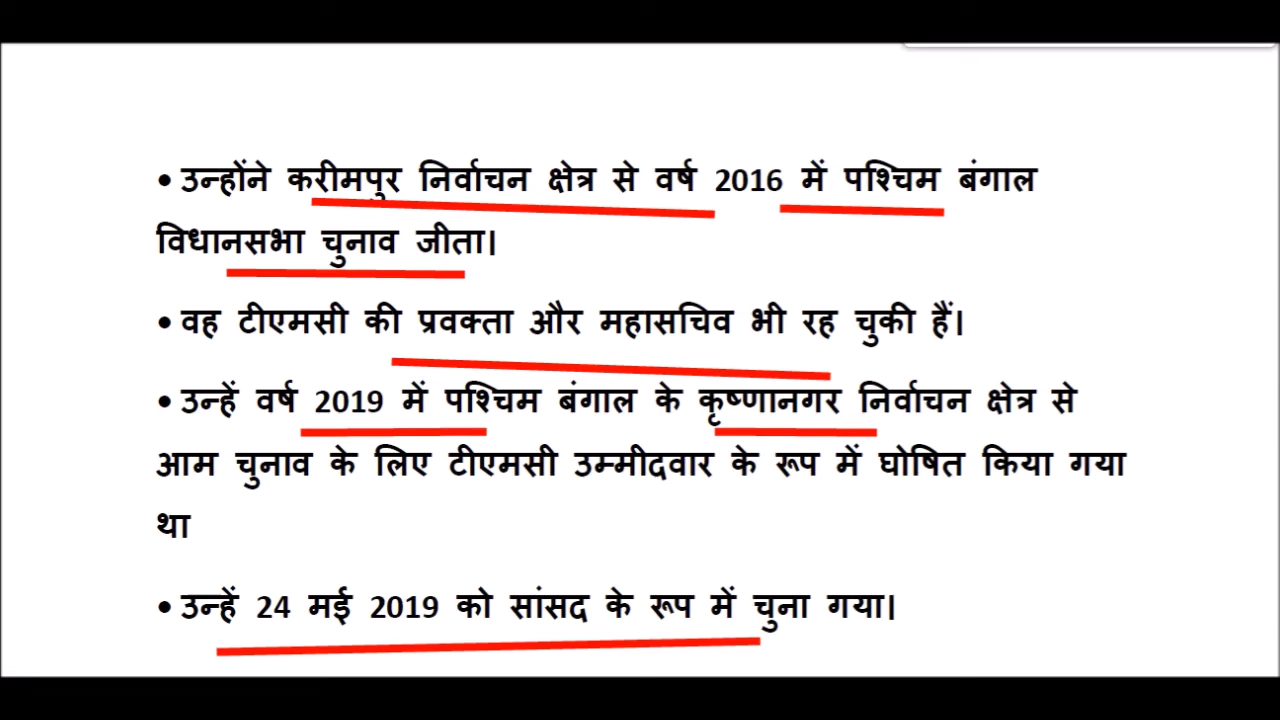 • उन्होंने करीमपुर निर्वाचन क्षेत्र से वर्ष 2016 में पश्चिम बंगाल
विधानसभा चुनाव जीता।
• वह टीएमसी की प्रवक्ता और महासचिव भी रह चुकी हैं।
• उन्हें वर्ष 2019 में पश्चिम बंगाल के कृष्णानगर निर्वाचन क्षेत्र से
आम चुनाव के लिए टीएमसी उम्मीदवार के रूप में घोषित किया गया
था
• उन्हें 24 मई 2019 को सांसद के रूप में चुना गया।